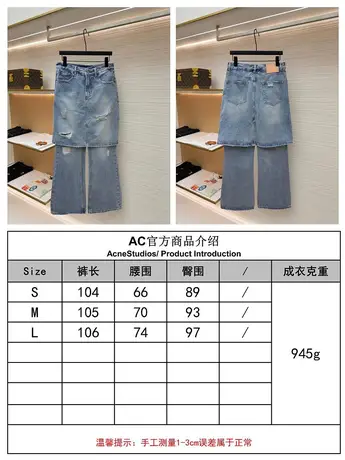 AC官方商品介绍
AcneStudios/ Product Introduction
Size 裤长 腰围 臀围 / 成衣克重
S 104 66 89 /
M 105 70 93 /
L 106 74 97 /
945g
温馨提示：手工测量1-3cm误差属于正常